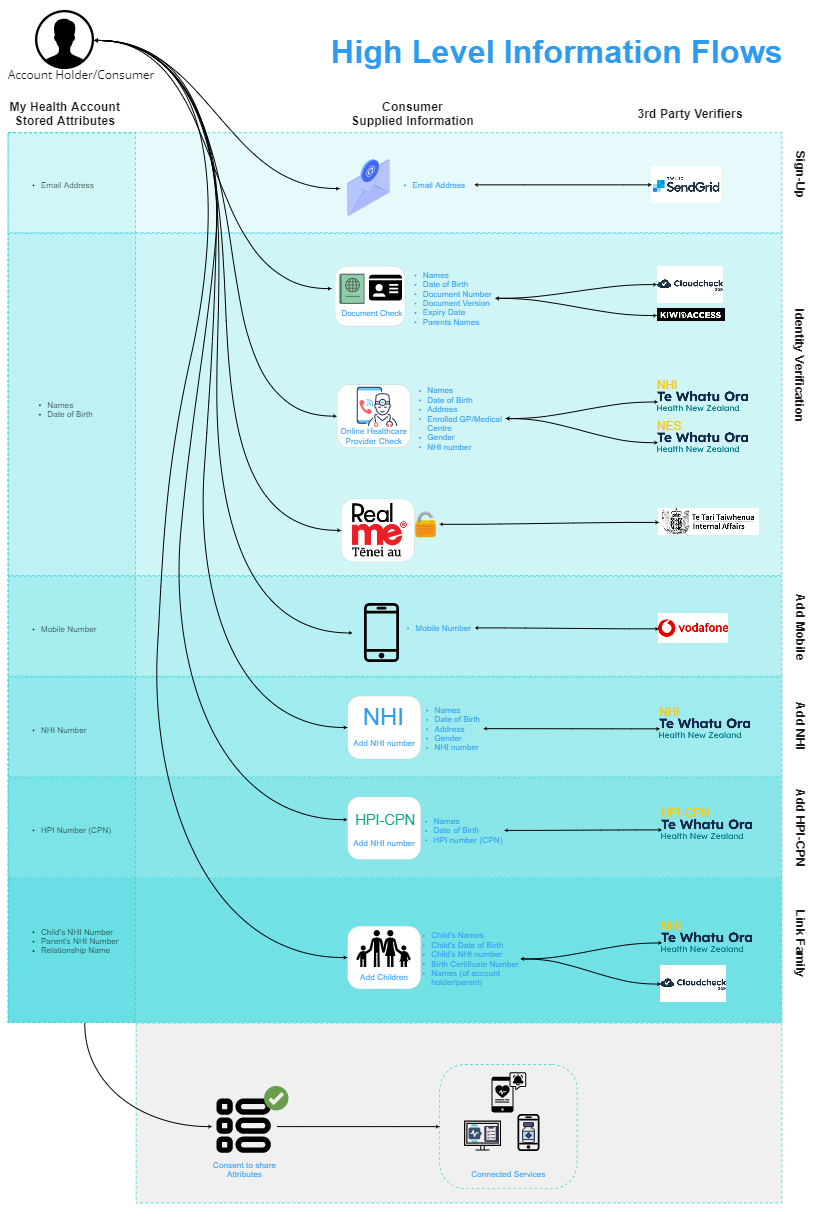 High Level Information Flows
Account Holder/Consumer
My Health Account
Stored Attributes
Consumer
Supplied Information
3rd Party Verifiers
Sign-Up
• Email Address
• Email Address
SendGrid
Identity Verification
• Names
• Date of Birth
• Names
• Date of Birth
• Document Number
• Document Version
• Expiry Date
• Parents Names
Document Check
Cloudcheck
KIWIACCESS
• Names
• Date of Birth
• Address
• Enrolled GP/Medical
Centre
• Gender
• NHI number
Online Healthcare
Provider Check
NHI
Te Whatu Ora
Health New Zealand
NES
Te Whatu Ora
Health New Zealand
Real
me®
Tēnei au
Te Tari Taiwhenua
Internal Affairs
Add Mobile
• Mobile Number
• Mobile Number
vodafone
Add NHI
• NHI Number
NHI
Add NHI number
• Names
• Date of Birth
• Address
• Gender
• NHI number
NHI
Te Whatu Ora
Health New Zealand
Add HPI-CPN
• HPI Number (CPN)
HPI-CPN
Add NHI number
• Names
• Date of Birth
• HPI number (CPN)
HPI CPN
Te Whatu Ora
Health New Zealand
Link Family
• Child's NHI Number
• Parent's NHI Number
• Relationship Name
Add Children
• Child's Names
• Child's Date of Birth
• Child's NHI number
• Birth Certificate Number
• Names (of account
holder/parent)
NHI
Te Whatu Ora
Health New Zealand
Cloudcheck
Consent to share
Attributes
Connected Services